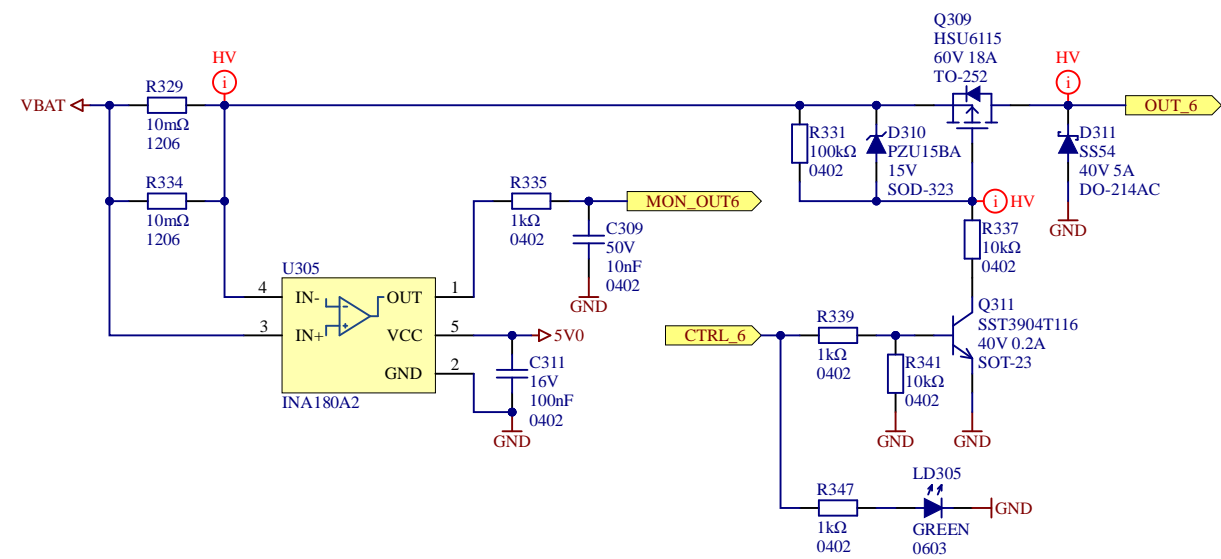 Q309
HSU6115
60V 18A
TO-252
HV
HV
VBAT
R329
10mΩ
1206
i
i
OUT_6
R331
100kΩ
0402
D310
PZU15BA
15V
SOD-323
D311
SS54
40V 5A
DO-214AC
GND
R334
10mΩ
1206
R335
1kΩ
0402
MON_OUT6
i
HV
C309
50V
10nF
0402
GND
R337
10kΩ
0402
U305
4
IN-
OUT
1
3
IN+
VCC
5
5V0
GND
2
INA180A2
C311
16V
100nF
0402
GND
Q311
SST3904T116
40V 0.2A
SOT-23
CTRL_6
R339
1kΩ
0402
R341
10kΩ
0402
GND
GND
LD305
R347
1kΩ
0402
GREEN
0603
GND